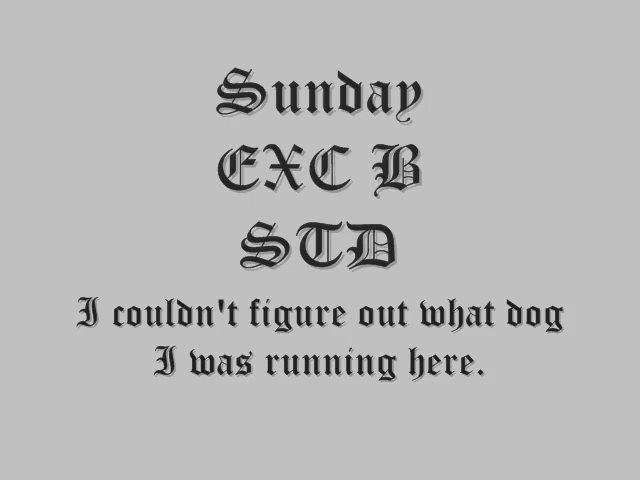 Sunday
EXC B
STD
I couldn't figure out what dog
I was running here.